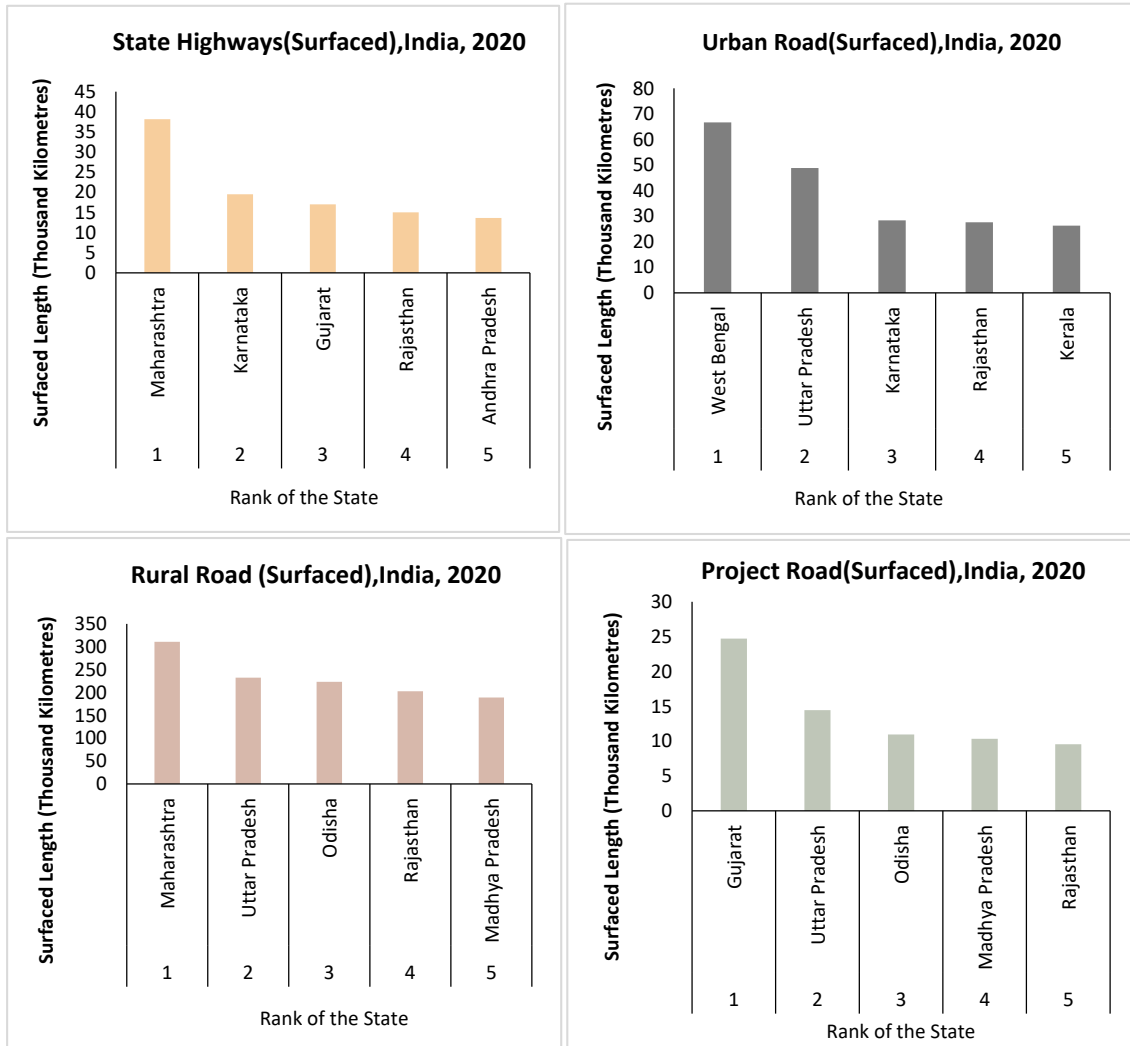 State Highways(Surfaced),India, 2020
Surfaced Length (Thousand Kilometres)
45
40
35
30
25
20
15
10
5
0
Maharashtra
Karnataka
Gujarat
Rajasthan
Andhra Pradesh
1 2 3 4 5
Rank of the State
Urban Road(Surfaced),India, 2020
Surfaced Length (Thousand Kilometres)
80
70
60
50
40
30
20
10
0
West Bengal
Uttar Pradesh
Karnataka
Rajasthan
Kerala
1 2 3 4 5
Rank of the State
Rural Road (Surfaced),India, 2020
Surfaced Length (Thousand Kilometres)
350
300
250
200
150
100
50
0
Maharashtra
Uttar Pradesh
Odisha
Rajasthan
Madhya Pradesh
1 2 3 4 5
Rank of the State
Project Road(Surfaced),India, 2020
Surfaced Length (Thousand Kilometres)
30
25
20
15
10
5
0
Gujarat
Uttar Pradesh
Odisha
Madhya Pradesh
Rajasthan
1 2 3 4 5
Rank of the State